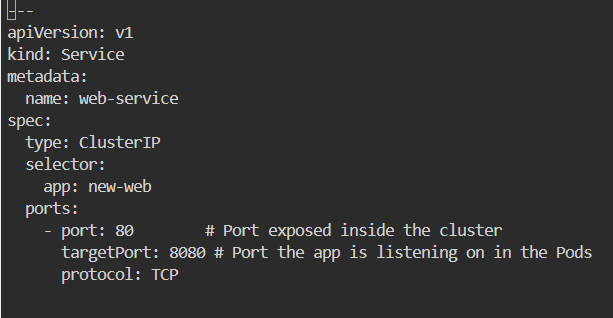 ---
apiVersion: v1
kind: Service
metadata:
  name: web-service
spec:
  type: ClusterIP
  selector:
    app: new-web
  ports:
    - port: 80        # Port exposed inside the cluster
      targetPort: 8080 # Port the app is listening on in the Pods
      protocol: TCP